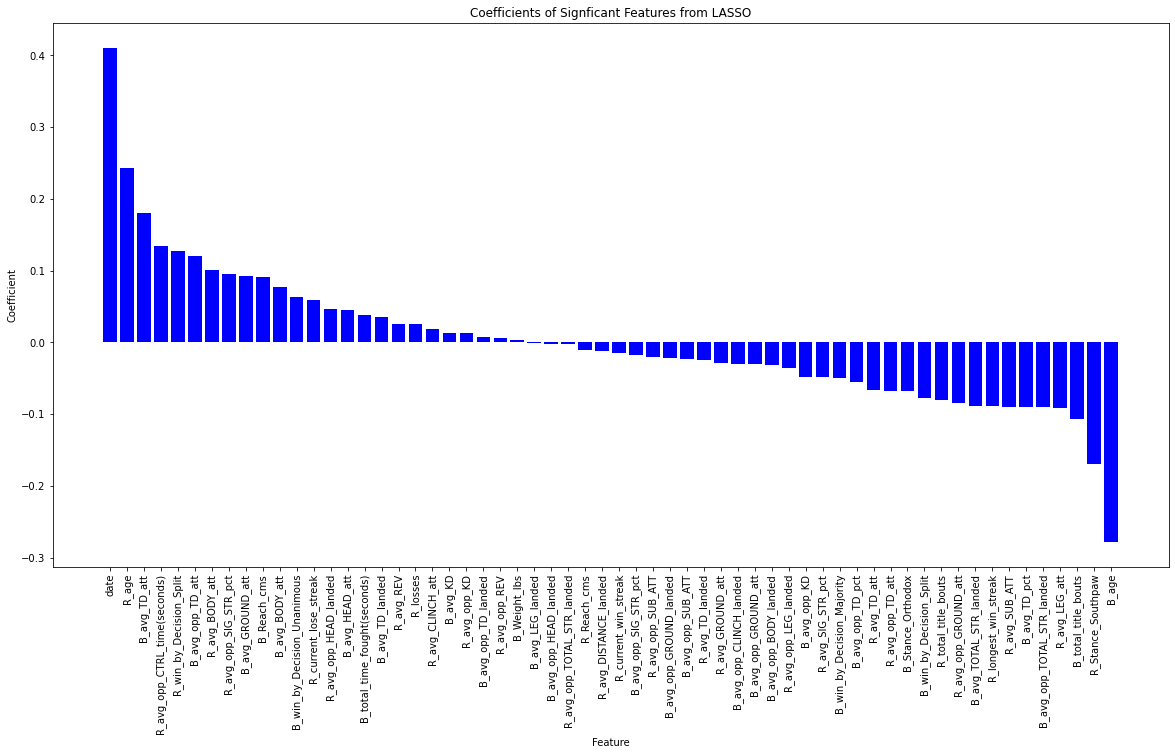 Coefficients of Signficant Features from LASSO
Coefficient
0.4
0.3
0.2
0.1
0.0
−0.1
−0.2
−0.3
date
R_age
B_avg_TD_att
R_avg_opp_CTRL_time(seconds)
R_win_by_Decision_Split
B_avg_opp_TD_att
R_avg_BODY_att
R_avg_opp_SIG_STR_pct
B_avg_GROUND_att
B_Reach_cms
B_avg_BODY_att
B_win_by_Decision_Unanimous
R_current_lose_streak
R_avg_opp_HEAD_landed
B_avg_HEAD_att
B_total_time_fought(seconds)
B_avg_TD_landed
R_avg_REV
R_losses
R_avg_CLINCH_att
B_avg_KD
R_avg_opp_KD
B_avg_opp_TD_landed
R_avg_opp_REV
B_Weight_lbs
B_avg_LEG_landed
B_avg_opp_HEAD_landed
R_avg_opp_TOTAL_STR_landed
R_Reach_cms
R_avg_DISTANCE_landed
R_current_win_streak
B_avg_opp_SIG_STR_pct
R_avg_opp_SUB_ATT
B_avg_opp_GROUND_landed
B_avg_opp_SUB_ATT
R_avg_TD_landed
R_avg_GROUND_att
B_avg_opp_CLINCH_landed
B_avg_opp_GROUND_att
B_avg_opp_BODY_landed
R_avg_opp_LEG_landed
B_avg_opp_KD
R_avg_SIG_STR_pct
B_win_by_Decision_Majority
B_avg_opp_TD_pct
R_avg_TD_att
R_avg_opp_TD_att
B_Stance_Orthodox
B_win_by_Decision_Split
R_total_title_bouts
R_avg_opp_GROUND_att
B_avg_TOTAL_STR_landed
R_longest_win_streak
R_avg_SUB_ATT
B_avg_TD_pct
B_avg_opp_TOTAL_STR_landed
R_avg_LEG_att
B_total_title_bouts
R_Stance_Southpaw
B_age
Feature